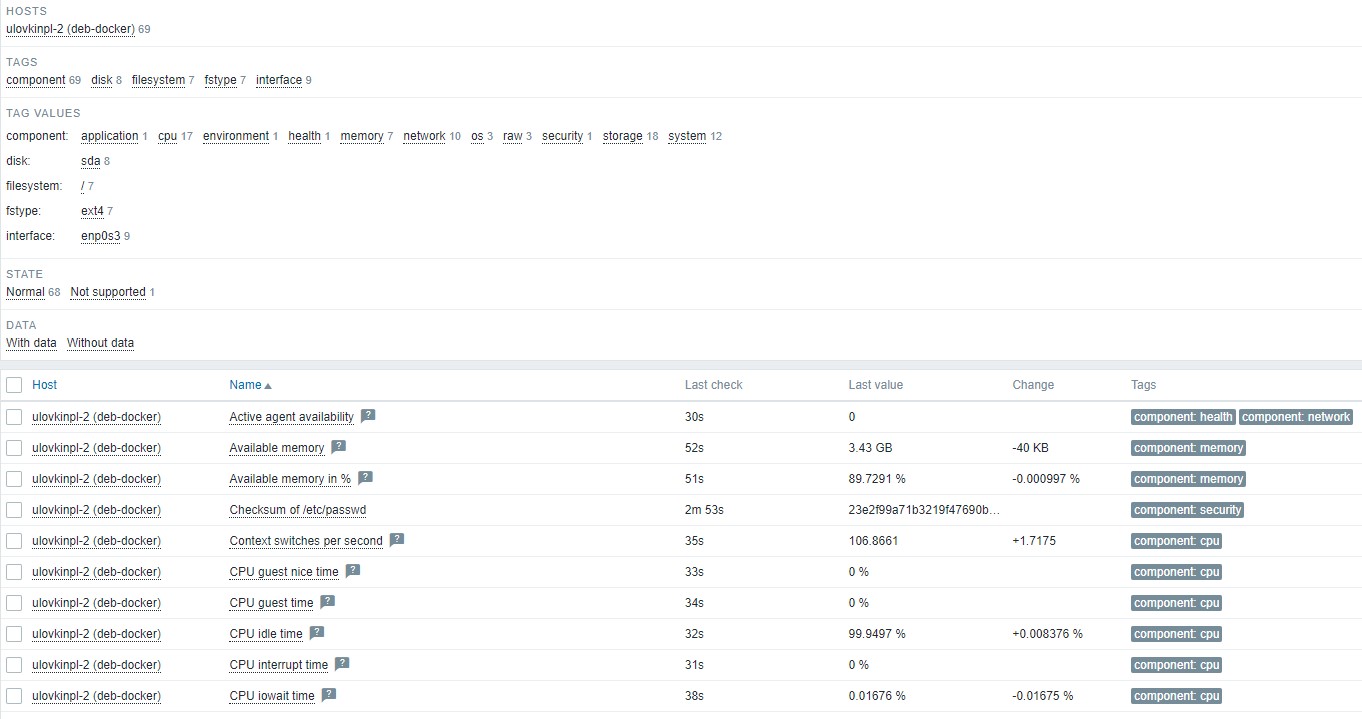 HOSTS
ulovkinpl-2 (deb-docker) 69
TAGS
component 69 disk 8 filesystem 7 fstype 7 interface 9
TAG VALUES
component: application 1 cpu 17 environment 1 health 1 memory 7 network 10 os 3 raw 3 security 1 storage 18 system 12
disk: sda 8
filesystem: / 7
fstype: ext4 7
interface: enp0s3 9
STATE
Normal 68 Not supported 1
DATA
With data Without data
Host Name Last check Last value Change Tags
ulovkinpl-2 (deb-docker) Active agent availability ? 30s 0 component: health component: network
ulovkinpl-2 (deb-docker) Available memory ? 52s 3.43 GB -40 KB component: memory
ulovkinpl-2 (deb-docker) Available memory in % ? 51s 89.7291 % -0.000997 % component: memory
ulovkinpl-2 (deb-docker) Checksum of /etc/passwd 2m 53s 23e2f99a71b3219f47690b... component: security
ulovkinpl-2 (deb-docker) Context switches per second ? 35s 106.8661 +1.7175 component: cpu
ulovkinpl-2 (deb-docker) CPU guest nice time ? 33s 0 % component: cpu
ulovkinpl-2 (deb-docker) CPU guest time ? 34s 0 % component: cpu
ulovkinpl-2 (deb-docker) CPU idle time ? 32s 99.9497 % +0.008376 % component: cpu
ulovkinpl-2 (deb-docker) CPU interrupt time ? 31s 0 % component: cpu
ulovkinpl-2 (deb-docker) CPU iowait time ? 38s 0.01676 % -0.01675 % component: cpu